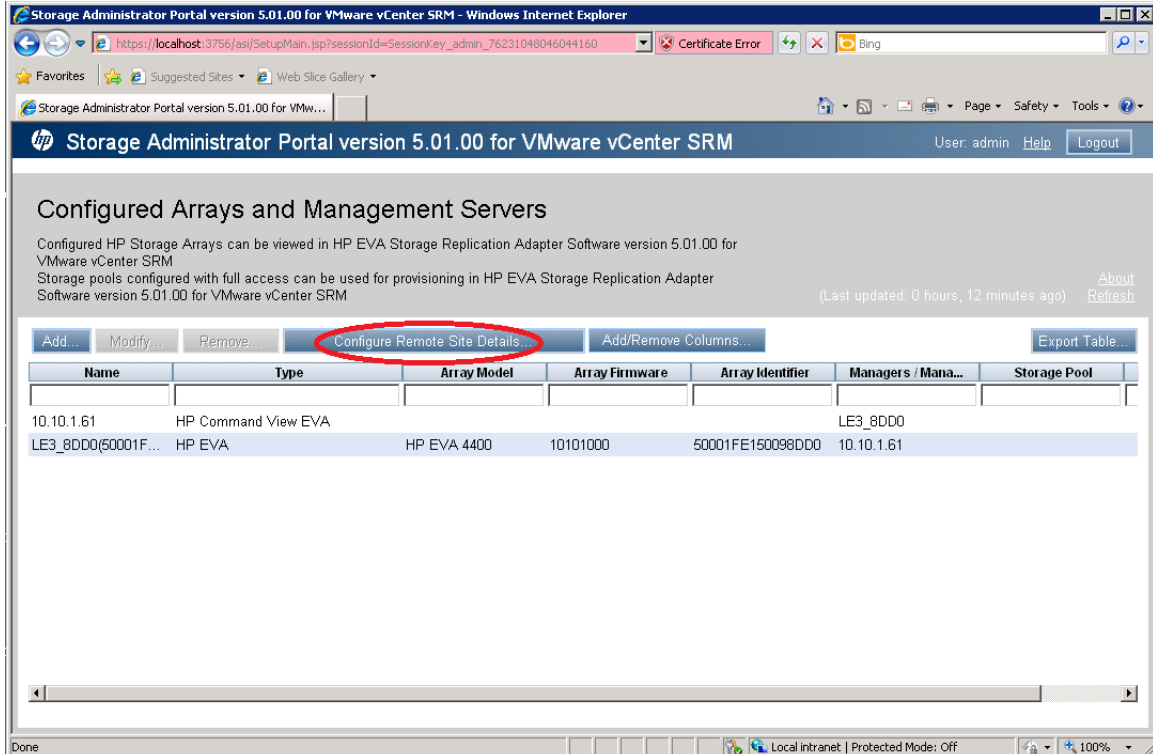 Storage Administrator Portal version 5.01.00 for VMware vCenter SRM - Windows Internet Explorer
https://localhost:3756/asi/SetupMain.jsp?sessionId=SessionKey_admin_76231048046044160 Certificate Error Bing
Favorites Suggested Sites Web Slice Gallery
Storage Administrator Portal version 5.01.00 for VMw... Page Safety Tools
hp Storage Administrator Portal version 5.01.00 for VMware vCenter SRM User: admin Help Logout
Configured Arrays and Management Servers
Configured HP Storage Arrays can be viewed in HP EVA Storage Replication Adapter Software version 5.01.00 for
VMware vCenter SRM
Storage pools configured with full access can be used for provisioning in HP EVA Storage Replication Adapter About
Software version 5.01.00 for VMware vCenter SRM (Last updated: 0 hours, 12 minutes ago) Refresh
Add... Modify... Remove... Configure Remote Site Details... Add/Remove Columns... Export Table...
Name Type Array Model Array Firmware Array Identifier Managers / Mana... Storage Pool
10.10.1.61 HP Command View EVA LE3_8DD0
LE3_8DD0(50001F... HP EVA HP EVA 4400 10101000 50001FE150098DD0 10.10.1.61
Done Local intranet | Protected Mode: Off 100%